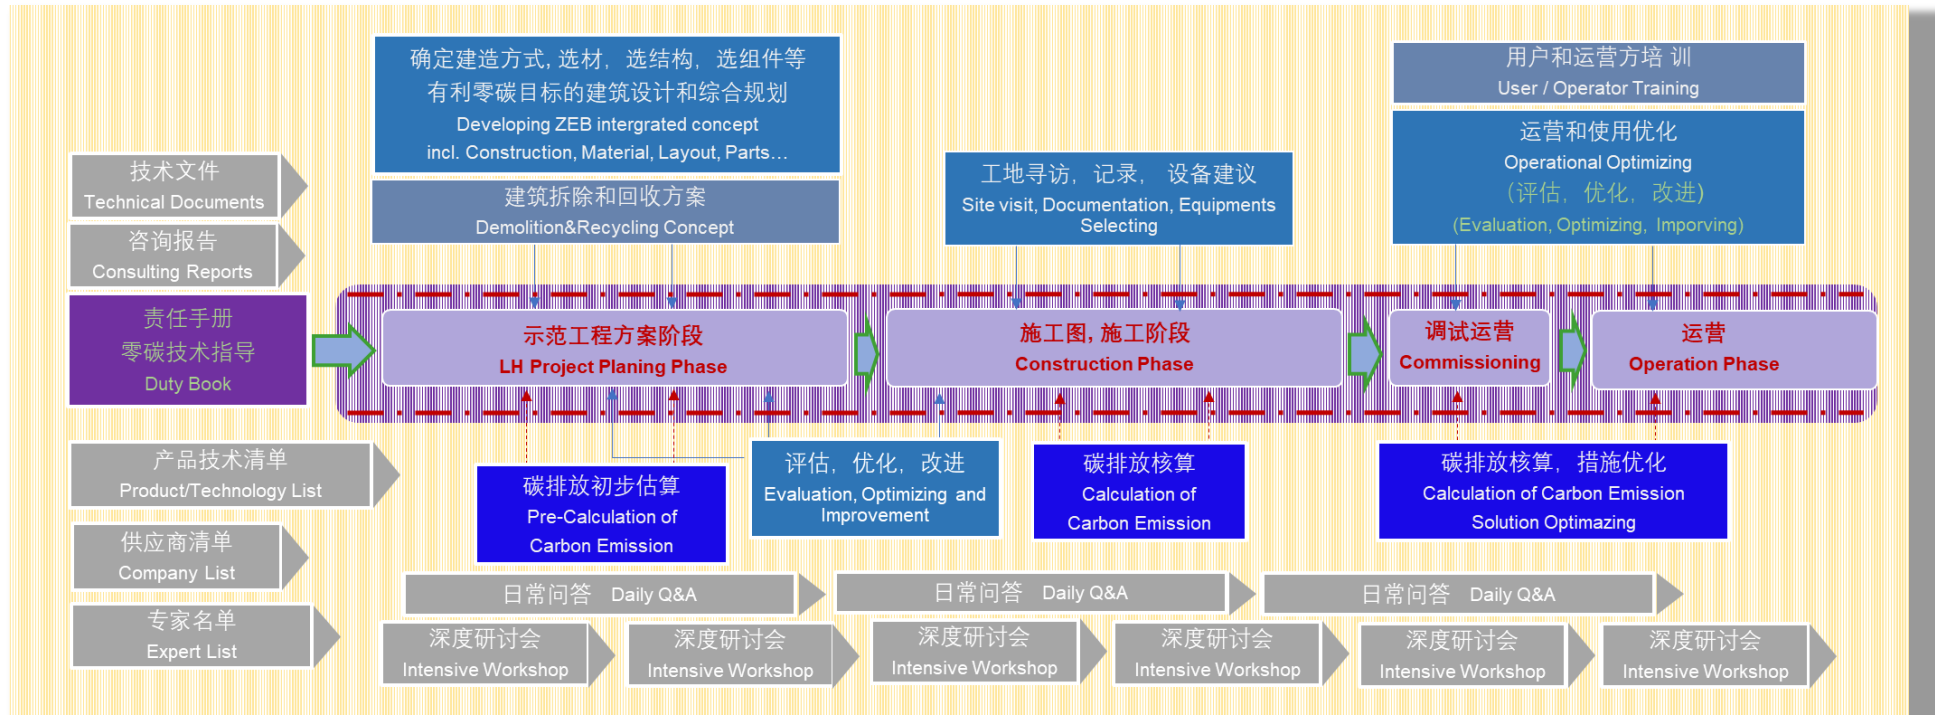 确定建造方式, 选材，选结构，选组件等
有利零碳目标的建筑设计和综合规划
Developing ZEB intergrated concept
incl. Construction, Material, Layout, Parts…
建筑拆除和回收方案
Demolition&Recycling Concept
工地寻访，记录， 设备建议
Site visit, Documentation, Equipments
Selecting
用户和运营方培 训
User / Operator Training
运营和使用优化
Operational Optimizing
(评估，优化，改进)
(Evaluation, Optimizing, Imporving)
技术文件
Technical Documents
咨询报告
Consulting Reports
责任手册
零碳技术指导
Duty Book
产品技术清单
Product/Technology List
供应商清单
Company List
专家名单
Expert List
示范工程方案阶段
LH Project Planing Phase
施工图, 施工阶段
Construction Phase
调试运营
Commissioning
运营
Operation Phase
碳排放初步估算
Pre-Calculation of
Carbon Emission
评估，优化，改进
Evaluation, Optimizing and
Improvement
碳排放核算
Calculation of
Carbon Emission
碳排放核算，措施优化
Calculation of Carbon Emission
Solution Optimazing
日常问答 Daily Q&A
日常问答 Daily Q&A
日常问答 Daily Q&A
深度研讨会
Intensive Workshop
深度研讨会
Intensive Workshop
深度研讨会
Intensive Workshop
深度研讨会
Intensive Workshop
深度研讨会
Intensive Workshop
深度研讨会
Intensive Workshop